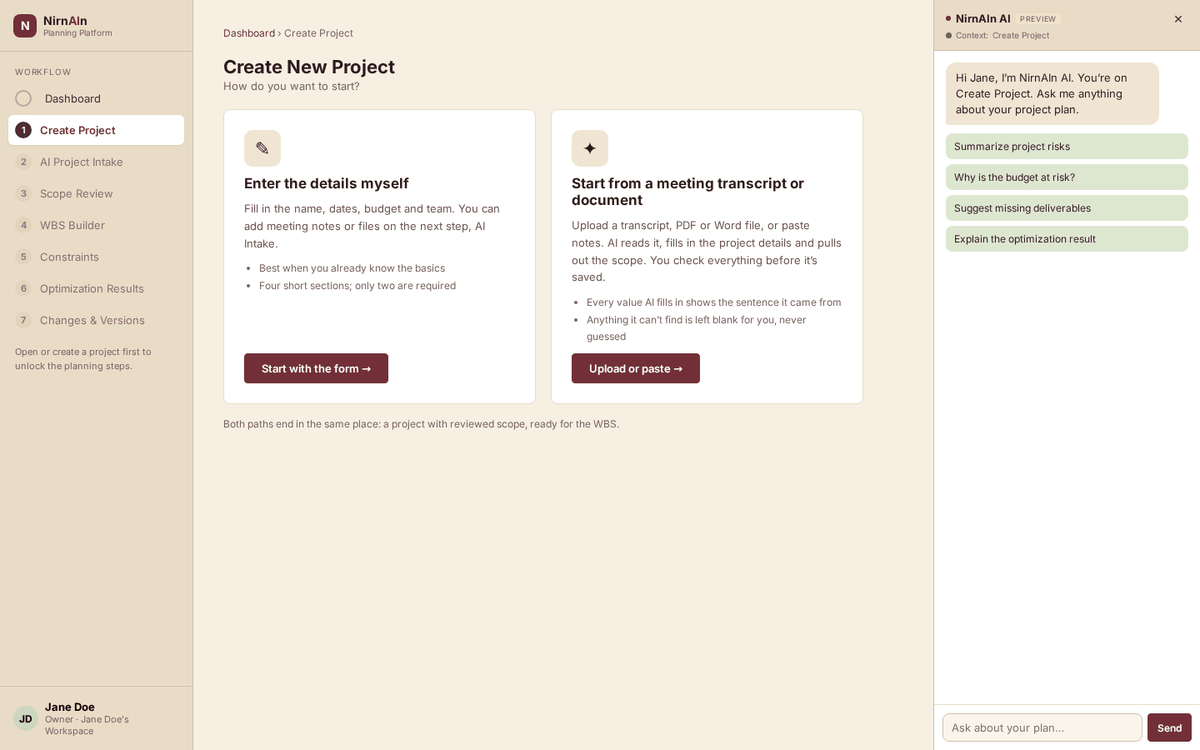 N
NirnAIn
Planning Platform
WORKFLOW
Dashboard
1 Create Project
2 AI Project Intake
3 Scope Review
4 WBS Builder
5 Constraints
6 Optimization Results
7 Changes & Versions
Open or create a project first to
unlock the planning steps.
JD
Jane Doe
Owner · Jane Doe's
Workspace
Dashboard › Create Project
Create New Project
How do you want to start?
✎
Enter the details myself
Fill in the name, dates, budget and team. You can
add meeting notes or files on the next step, AI
Intake.
• Best when you already know the basics
• Four short sections; only two are required
Start with the form →
✦
Start from a meeting transcript or
document
Upload a transcript, PDF or Word file, or paste
notes. AI reads it, fills in the project details and pulls
out the scope. You check everything before it’s
saved.
• Every value AI fills in shows the sentence it came from
• Anything it can’t find is left blank for you, never
guessed
Upload or paste →
Both paths end in the same place: a project with reviewed scope, ready for the WBS.
NirnAIn AI PREVIEW
✕
Context: Create Project
Hi Jane, I’m NirnAIn AI. You’re on
Create Project. Ask me anything
about your project plan.
Summarize project risks
Why is the budget at risk?
Suggest missing deliverables
Explain the optimization result
Ask about your plan...
Send